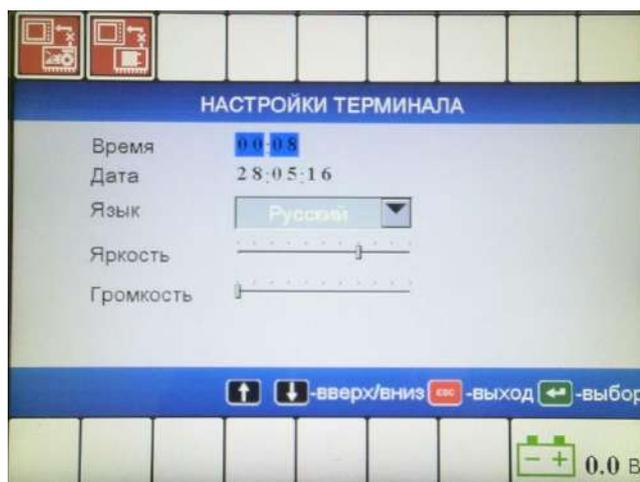 НАСТРОЙКИ ТЕРМИНАЛА
Время 00:08
Дата 28:05:16
Язык Русский
Яркость
Громкость
-вверх/вниз esc -выход -выбор
0.0 В